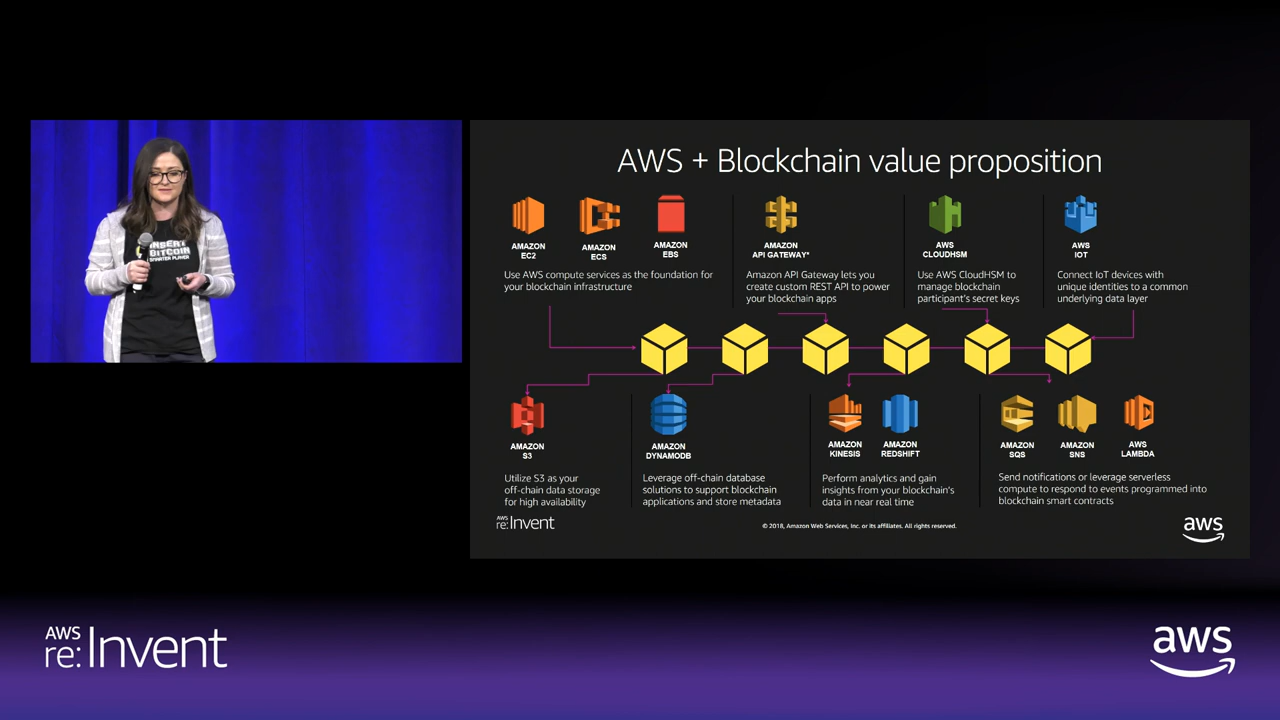 AWS + Blockchain value proposition
AMAZON
EC2
AMAZON
ECS
AMAZON
EBS
Use AWS compute services as the foundation for
your blockchain infrastructure
AMAZON
API GATEWAY*
Amazon API Gateway lets you
create custom REST API to power
your blockchain apps
AWS
CLOUDHSM
Use AWS CloudHSM to
manage blockchain
participant's secret keys
AWS
IOT
Connect IoT devices with
unique identities to a common
underlying data layer
AMAZON
S3
Utilize S3 as your
off-chain data storage
for high availability
AMAZON
DYNAMODB
Leverage off-chain database
solutions to support blockchain
applications and store metadata
AMAZON
KINESIS
AMAZON
REDSHIFT
Perform analytics and gain
insights from your blockchain's
data in near real time
AMAZON
SQS
AMAZON
SNS
AWS
LAMBDA
Send notifications or leverage serverless
compute to respond to events programmed into
blockchain smart contracts
AWS
re:Invent
© 2018, Amazon Web Services, Inc. or its affiliates. All rights reserved.
aws
INSERT
BITCOIN
PLAYER
AWS
re:Invent
aws